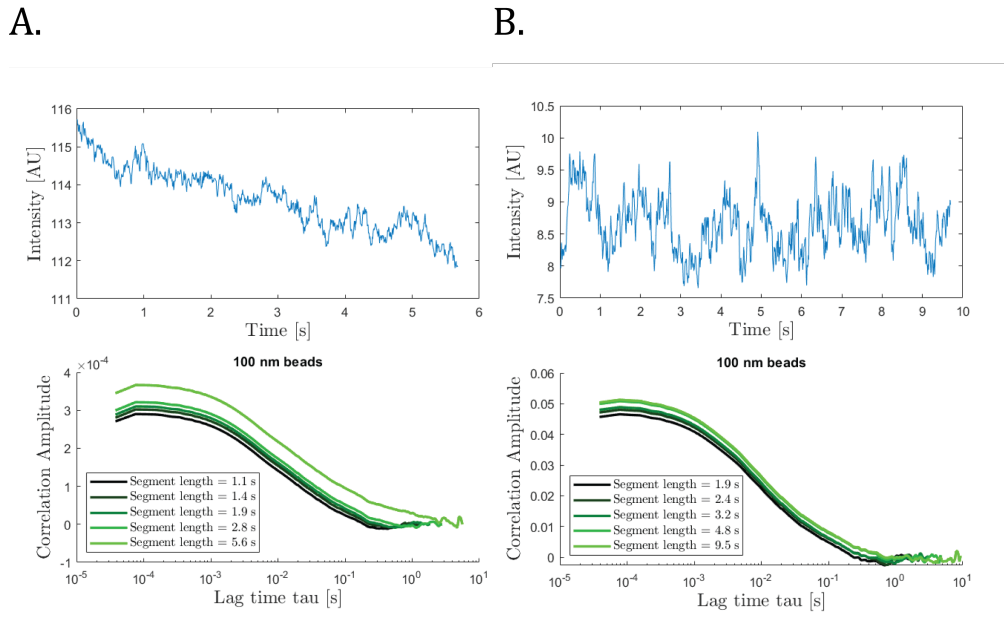 A.
B.
116
115
114
113
112
111
Intensity [AU]
0 1 2 3 4 5 6
Time [s]
10.5
10
9.5
9
8.5
8
7.5
Intensity [AU]
0 1 2 3 4 5 6 7 8 9 10
Time [s]
×10⁻⁴
100 nm beads
4
3
2
1
0
-1
Correlation Amplitude
Segment length = 1.1 s
Segment length = 1.4 s
Segment length = 1.9 s
Segment length = 2.8 s
Segment length = 5.6 s
10⁻⁵ 10⁻⁴ 10⁻³ 10⁻² 10⁻¹ 10⁰ 10¹
Lag time tau [s]
100 nm beads
0.06
0.05
0.04
0.03
0.02
0.01
0
Correlation Amplitude
Segment length = 1.9 s
Segment length = 2.4 s
Segment length = 3.2 s
Segment length = 4.8 s
Segment length = 9.5 s
10⁻⁵ 10⁻⁴ 10⁻³ 10⁻² 10⁻¹ 10⁰ 10¹
Lag time tau [s]